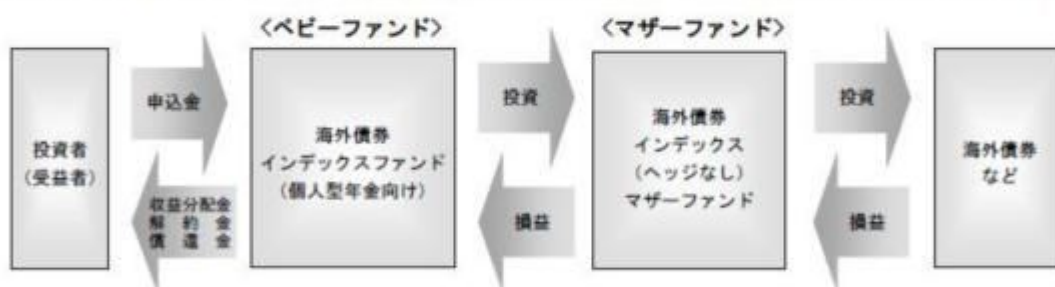 〈ベビーファンド〉
〈マザーファンド〉
投資者
(受益者)
申込金
収益分配金
解約金
償還金
海外債券
インデックスファンド
(個人型年金向け)
投資
損益
海外債券
インデックス
(ヘッジなし)
マザーファンド
投資
損益
海外債券
など